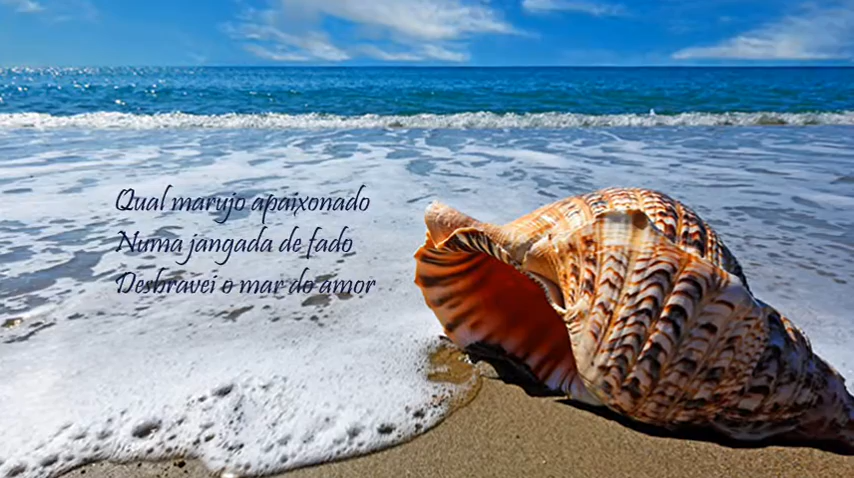 Qual marujo apaixonado
Numa jangada de fado
Desbravei o mar do amor